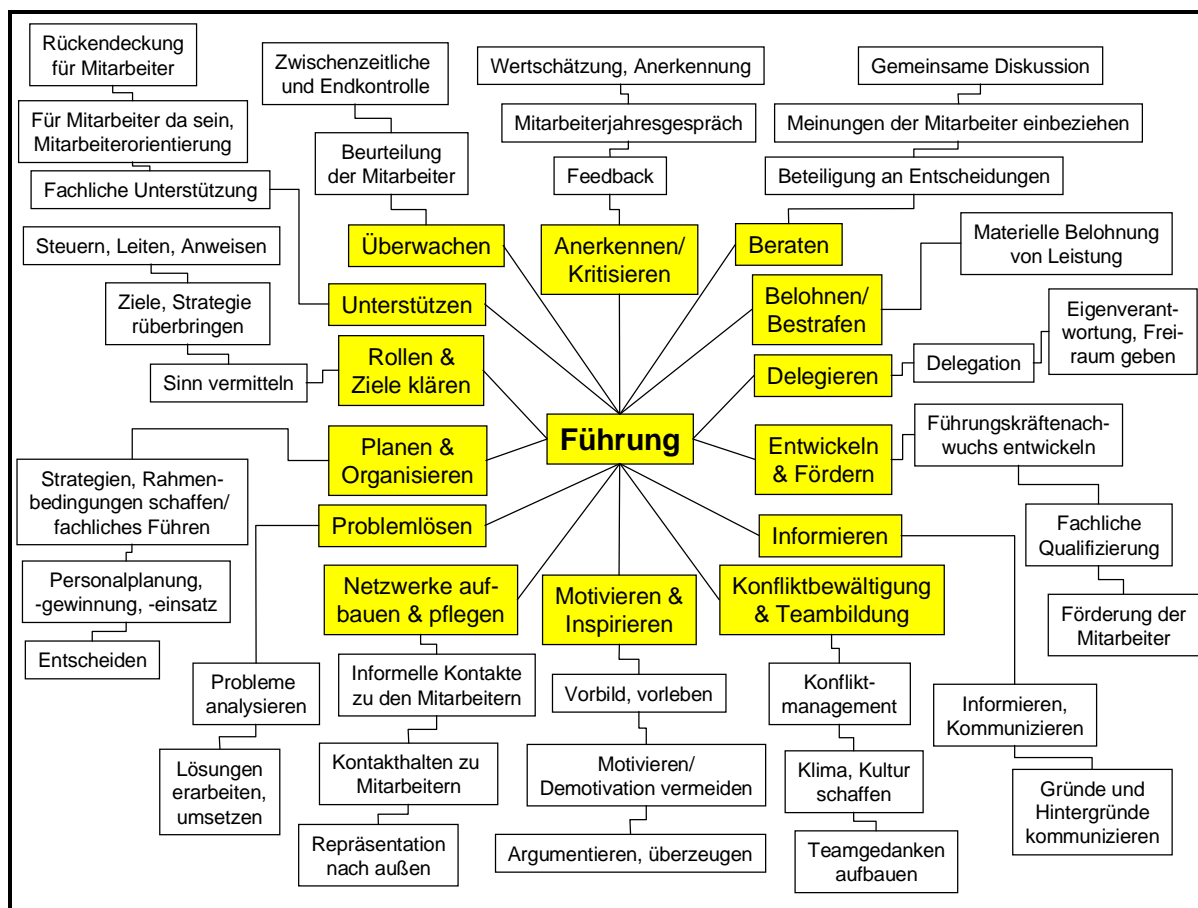 Rückendeckung
für Mitarbeiter
Für Mitarbeiter da sein,
Mitarbeiterorientierung
Fachliche Unterstützung
Zwischenzeitliche
und Endkontrolle
Beurteilung
der Mitarbeiter
Überwachen
Wertschätzung, Anerkennung
Mitarbeiterjahresgespräch
Feedback
Anerkennen/
Kritisieren
Gemeinsame Diskussion
Meinungen der Mitarbeiter einbeziehen
Beteiligung an Entscheidungen
Beraten
Steuern, Leiten, Anweisen
Ziele, Strategie
rüberbringen
Sinn vermitteln
Unterstützen
Rollen &
Ziele klären
Belohnen/
Bestrafen
Materielle Belohnung
von Leistung
Delegieren
Delegation
Eigenverant-
wortung, Frei-
raum geben
Führung
Planen &
Organisieren
Strategien, Rahmen-
bedingungen schaffen/
fachliches Führen
Personalplanung,
-gewinnung, -einsatz
Entscheiden
Entwickeln
& Fördern
Führungskräftenach-
wuchs entwickeln
Fachliche
Qualifizierung
Förderung der
Mitarbeiter
Problemlösen
Probleme
analysieren
Lösungen
erarbeiten,
umsetzen
Netzwerke auf-
bauen & pflegen
Informelle Kontakte
zu den Mitarbeitern
Kontakthalten zu
Mitarbeitern
Repräsentation
nach außen
Motivieren &
Inspirieren
Vorbild, vorleben
Motivieren/
Demotivation vermeiden
Argumentieren, überzeugen
Konfliktbewältigung
& Teambildung
Konflikt-
management
Klima, Kultur
schaffen
Teamgedanken
aufbauen
Informieren
Informieren,
Kommunizieren
Gründe und
Hintergründe
kommunizieren